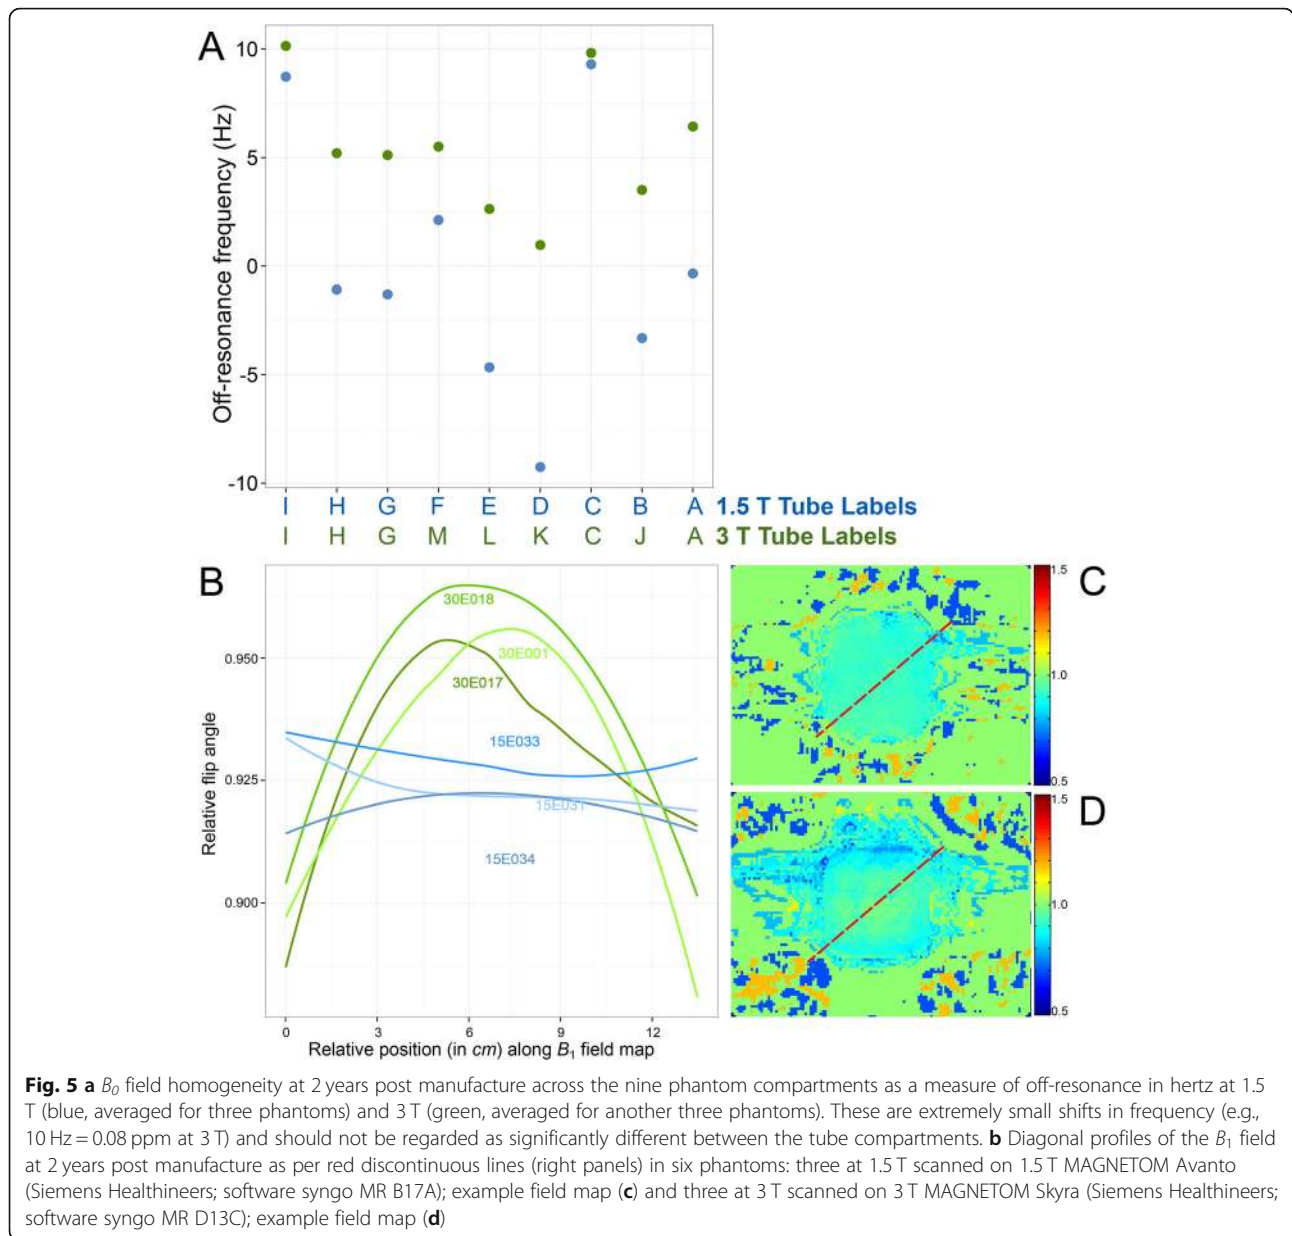 A
Off-resonance frequency (Hz)
10
5
0
-5
-10
I H G F E D C B A 1.5 T Tube Labels
I H G M L K C J A 3 T Tube Labels
B
Relative flip angle
0.950
0.925
0.900
30E018
30E001
30E017
15E033
15E031
15E034
0 3 6 9 12
Relative position (in cm) along B1 field map
C
1.5
1.0
0.5
D
1.5
1.0
0.5
Fig. 5 a B0 field homogeneity at 2 years post manufacture across the nine phantom compartments as a measure of off-resonance in hertz at 1.5
T (blue, averaged for three phantoms) and 3 T (green, averaged for another three phantoms). These are extremely small shifts in frequency (e.g.,
10 Hz = 0.08 ppm at 3 T) and should not be regarded as significantly different between the tube compartments. b Diagonal profiles of the B1 field
at 2 years post manufacture as per red discontinuous lines (right panels) in six phantoms: three at 1.5 T scanned on 1.5 T MAGNETOM Avanto
(Siemens Healthineers; software syngo MR B17A); example field map (c) and three at 3 T scanned on 3 T MAGNETOM Skyra (Siemens Healthineers;
software syngo MR D13C); example field map (d)